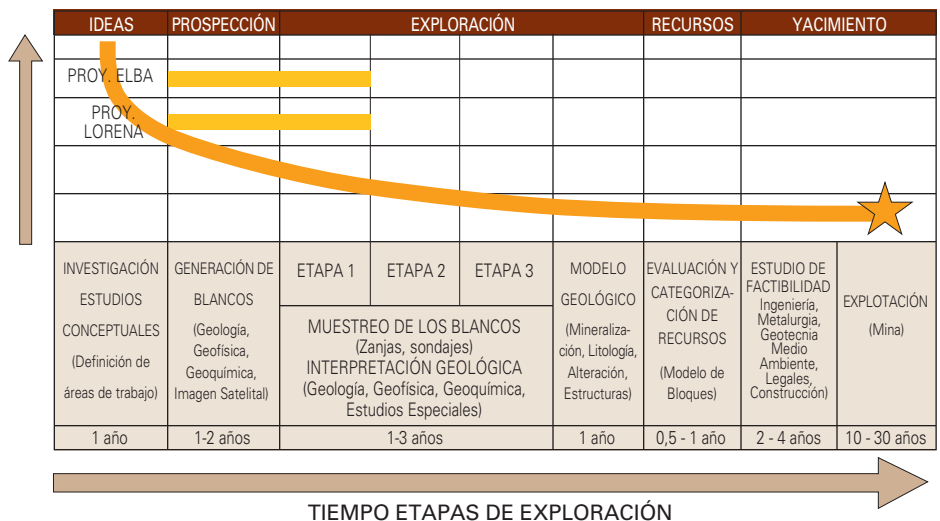 IDEAS
PROSPECCIÓN
EXPLORACIÓN
RECURSOS
YACIMIENTO
PROY. ELBA
PROY.
LORENA
INVESTIGACIÓN
ESTUDIOS
CONCEPTUALES
(Definición de
áreas de trabajo)
GENERACIÓN DE
BLANCOS
(Geología,
Geofísica,
Geoquímica,
Imagen Satelital)
ETAPA 1
ETAPA 2
ETAPA 3
MUESTREO DE LOS BLANCOS
(Zanjas, sondajes)
INTERPRETACIÓN GEOLÓGICA
(Geología, Geofísica, Geoquímica,
Estudios Especiales)
MODELO
GEOLÓGICO
(Mineraliza-
ción, Litología,
Alteración,
Estructuras)
EVALUACIÓN Y
CATEGORIZA-
CIÓN DE
RECURSOS
(Modelo de
Bloques)
ESTUDIO DE
FACTIBILIDAD
Ingeniería,
Metalurgia,
Geotecnia
Medio
Ambiente,
Legales,
Construcción)
EXPLOTACIÓN
(Mina)
1 año
1-2 años
1-3 años
1 año
0,5 - 1 año
2 - 4 años
10 - 30 años
TIEMPO ETAPAS DE EXPLORACIÓN